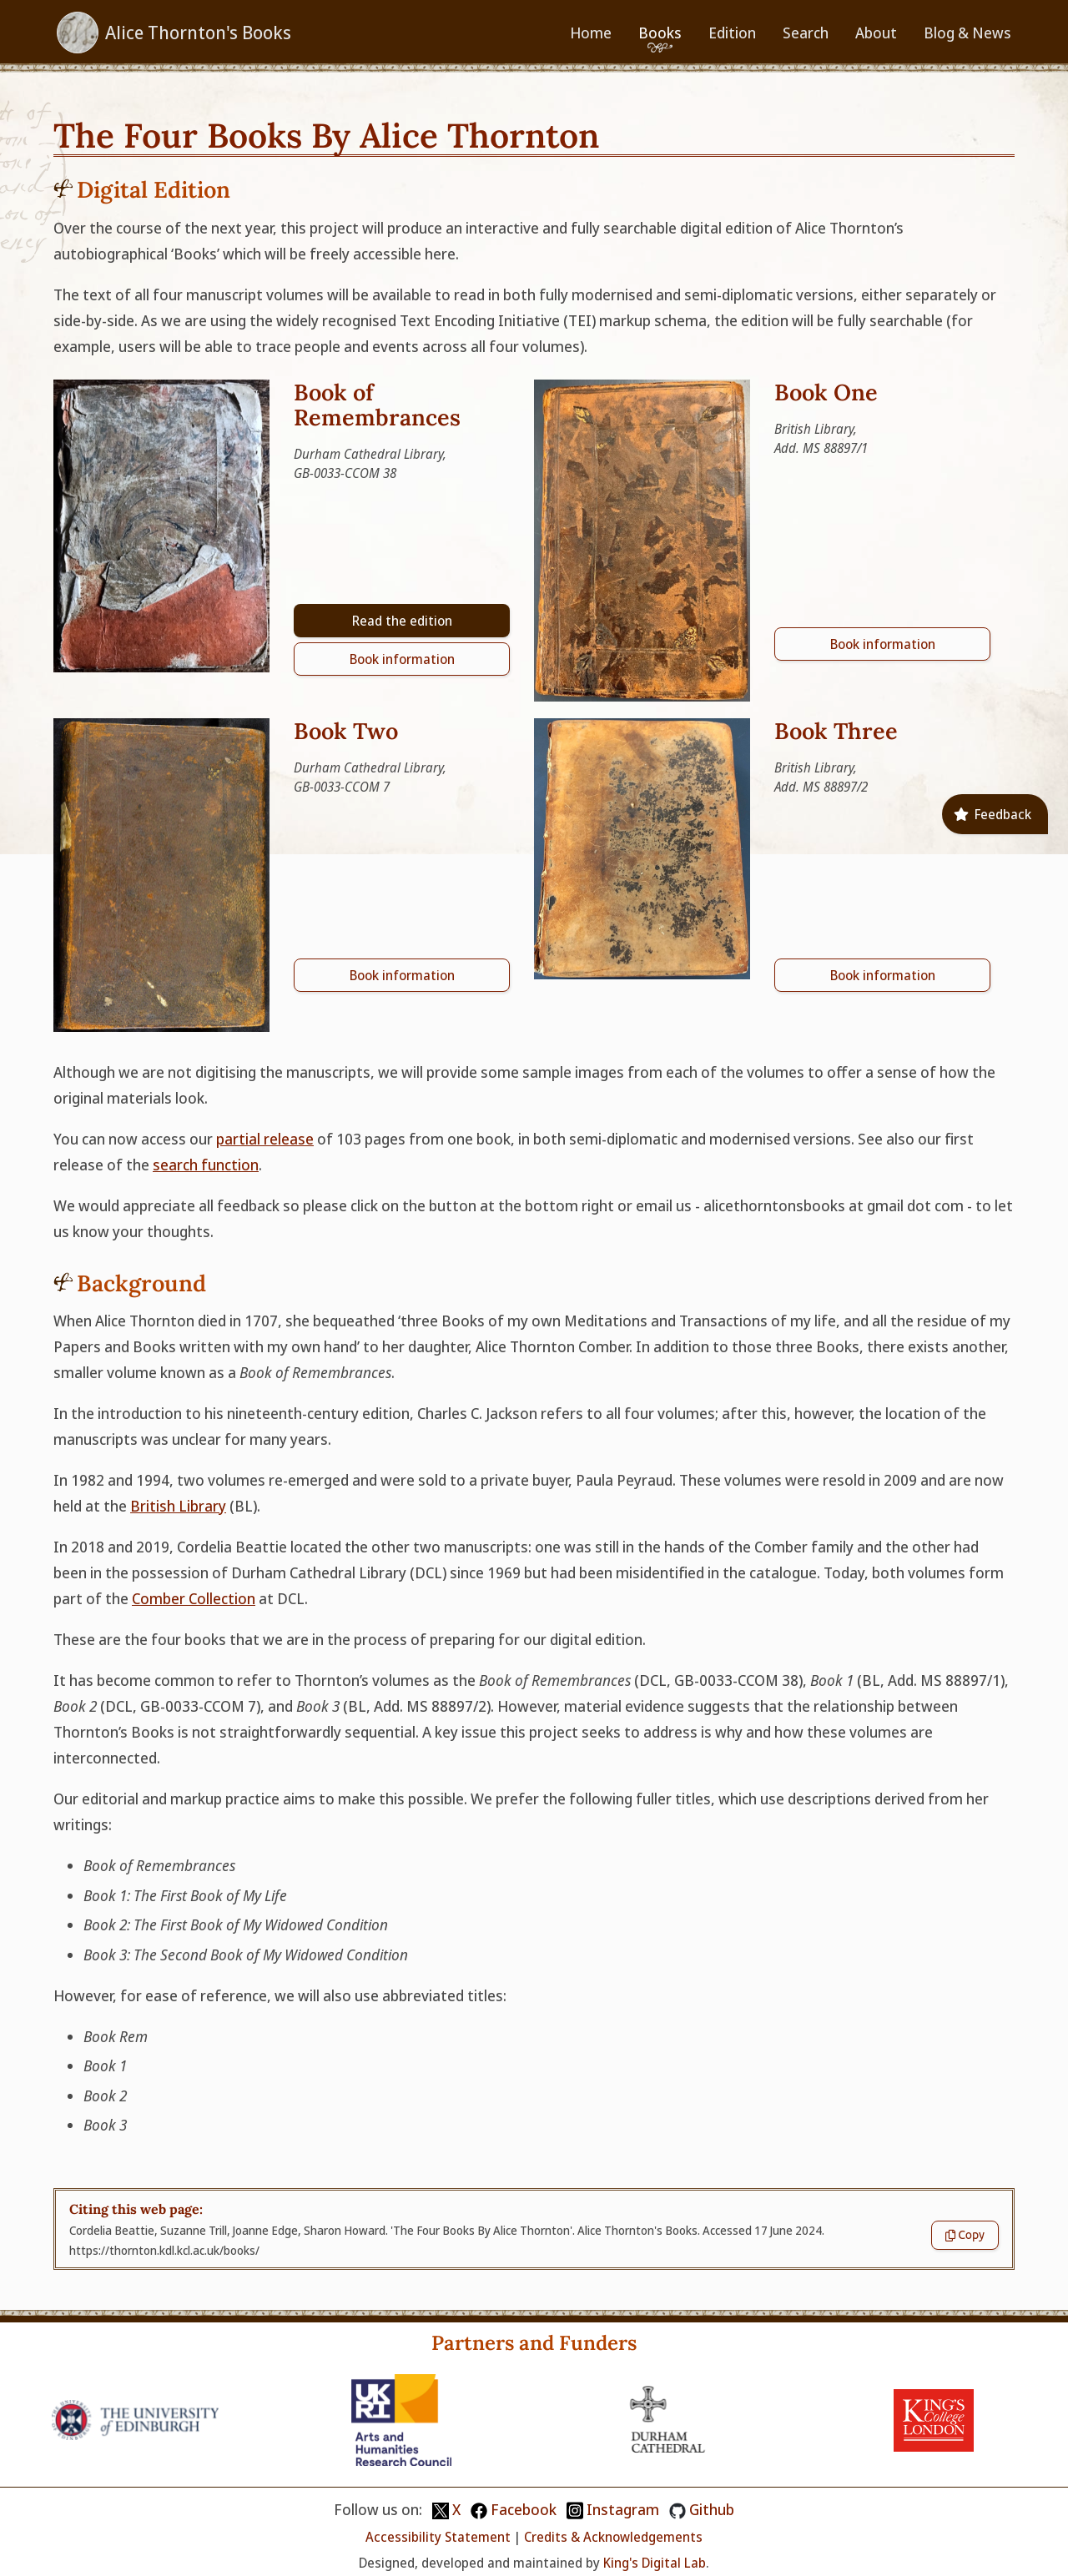 Alice Thornton's Books
Home
Books
Edition
Search
About
Blog & News
The Four Books By Alice Thornton
Digital Edition
Over the course of the next year, this project will produce an interactive and fully searchable digital edition of Alice Thornton’s
autobiographical ‘Books’ which will be freely accessible here.
The text of all four manuscript volumes will be available to read in both fully modernised and semi-diplomatic versions, either separately or
side-by-side. As we are using the widely recognised Text Encoding Initiative (TEI) markup schema, the edition will be fully searchable (for
example, users will be able to trace people and events across all four volumes).
Book of
Remembrances
Durham Cathedral Library,
GB-0033-CCOM 38
Read the edition
Book information
Book One
British Library,
Add. MS 88897/1
Book information
Book Two
Durham Cathedral Library,
GB-0033-CCOM 7
Book information
Book Three
British Library,
Add. MS 88897/2
Book information
Feedback
Although we are not digitising the manuscripts, we will provide some sample images from each of the volumes to offer a sense of how the
original materials look.
You can now access our partial release of 103 pages from one book, in both semi-diplomatic and modernised versions. See also our first
release of the search function.
We would appreciate all feedback so please click on the button at the bottom right or email us - alicethorntonsbooks at gmail dot com - to let
us know your thoughts.
Background
When Alice Thornton died in 1707, she bequeathed ‘three Books of my own Meditations and Transactions of my life, and all the residue of my
Papers and Books written with my own hand’ to her daughter, Alice Thornton Comber. In addition to those three Books, there exists another,
smaller volume known as a Book of Remembrances.
In the introduction to his nineteenth-century edition, Charles C. Jackson refers to all four volumes; after this, however, the location of the
manuscripts was unclear for many years.
In 1982 and 1994, two volumes re-emerged and were sold to a private buyer, Paula Peyraud. These volumes were resold in 2009 and are now
held at the British Library (BL).
In 2018 and 2019, Cordelia Beattie located the other two manuscripts: one was still in the hands of the Comber family and the other had
been in the possession of Durham Cathedral Library (DCL) since 1969 but had been misidentified in the catalogue. Today, both volumes form
part of the Comber Collection at DCL.
These are the four books that we are in the process of preparing for our digital edition.
It has become common to refer to Thornton’s volumes as the Book of Remembrances (DCL, GB-0033-CCOM 38), Book 1 (BL, Add. MS 88897/1),
Book 2 (DCL, GB-0033-CCOM 7), and Book 3 (BL, Add. MS 88897/2). However, material evidence suggests that the relationship between
Thornton’s Books is not straightforwardly sequential. A key issue this project seeks to address is why and how these volumes are
interconnected.
Our editorial and markup practice aims to make this possible. We prefer the following fuller titles, which use descriptions derived from her
writings:
• Book of Remembrances
• Book 1: The First Book of My Life
• Book 2: The First Book of My Widowed Condition
• Book 3: The Second Book of My Widowed Condition
However, for ease of reference, we will also use abbreviated titles:
• Book Rem
• Book 1
• Book 2
• Book 3
Citing this web page:
Cordelia Beattie, Suzanne Trill, Joanne Edge, Sharon Howard. 'The Four Books By Alice Thornton'. Alice Thornton's Books. Accessed 17 June 2024.
https://thornton.kdl.kcl.ac.uk/books/
Copy
Partners and Funders
THE UNIVERSITY
of EDINBURGH
UKRI
Arts and
Humanities
Research Council
DURHAM
CATHEDRAL
KING'S
College
LONDON
Follow us on: X Facebook Instagram Github
Accessibility Statement | Credits & Acknowledgements
Designed, developed and maintained by King's Digital Lab.